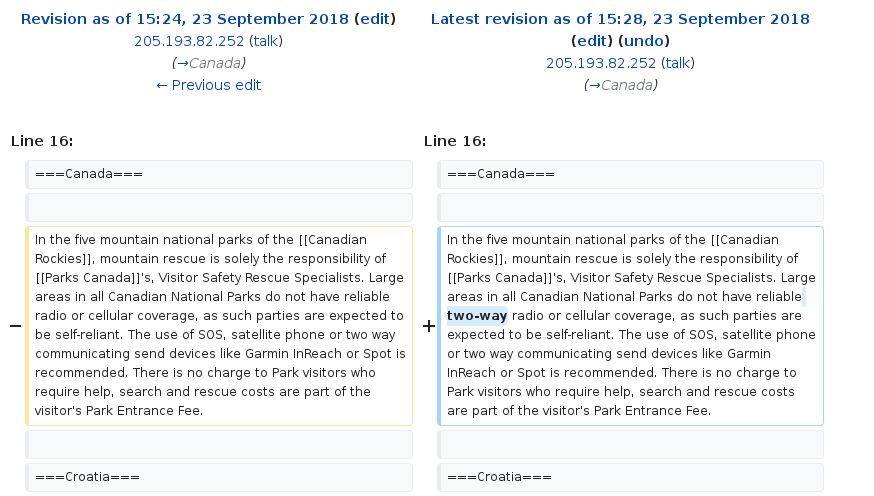 Revision as of 15:24, 23 September 2018 (edit)
205.193.82.252 (talk)
(→Canada)
← Previous edit
Latest revision as of 15:28, 23 September 2018
(edit) (undo)
205.193.82.252 (talk)
(→Canada)
Line 16:
Line 16:
===Canada===
===Canada===
−
In the five mountain national parks of the [[Canadian
Rockies]], mountain rescue is solely the responsibility of
[[Parks Canada]]'s, Visitor Safety Rescue Specialists. Large
areas in all Canadian National Parks do not have reliable
radio or cellular coverage, as such parties are expected to
be self-reliant. The use of SOS, satellite phone or two way
communicating send devices like Garmin InReach or Spot is
recommended. There is no charge to Park visitors who
require help, search and rescue costs are part of the
visitor's Park Entrance Fee.
+
In the five mountain national parks of the [[Canadian
Rockies]], mountain rescue is solely the responsibility of
[[Parks Canada]]'s, Visitor Safety Rescue Specialists. Large
areas in all Canadian National Parks do not have reliable
two-way radio or cellular coverage, as such parties are
expected to be self-reliant. The use of SOS, satellite phone
or two way communicating send devices like Garmin
InReach or Spot is recommended. There is no charge to
Park visitors who require help, search and rescue costs
are part of the visitor's Park Entrance Fee.
===Croatia===
===Croatia===